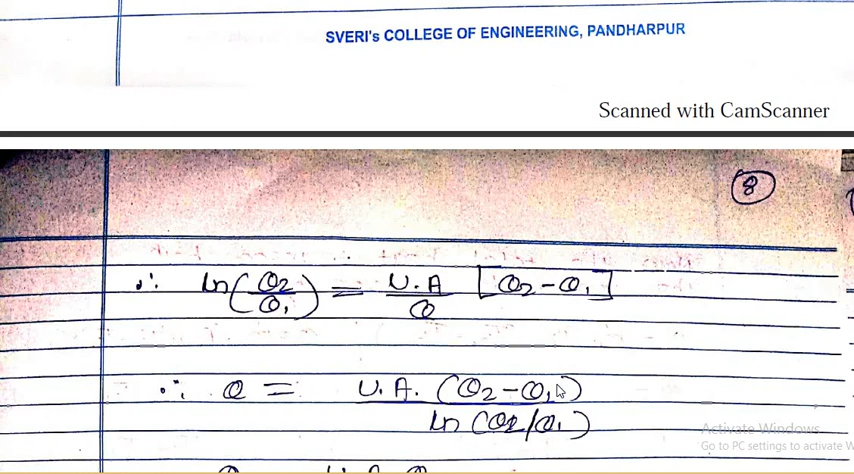 SVERI's COLLEGE OF ENGINEERING, PANDHARPUR
Scanned with CamScanner
8
∴ ln(θ2/θ1) = U.A/Q [θ2-θ1]
∴ Q = U.A.(θ2-θ1)/ln(θ2/θ1)
Activate Windows
Go to PC settings to activate W